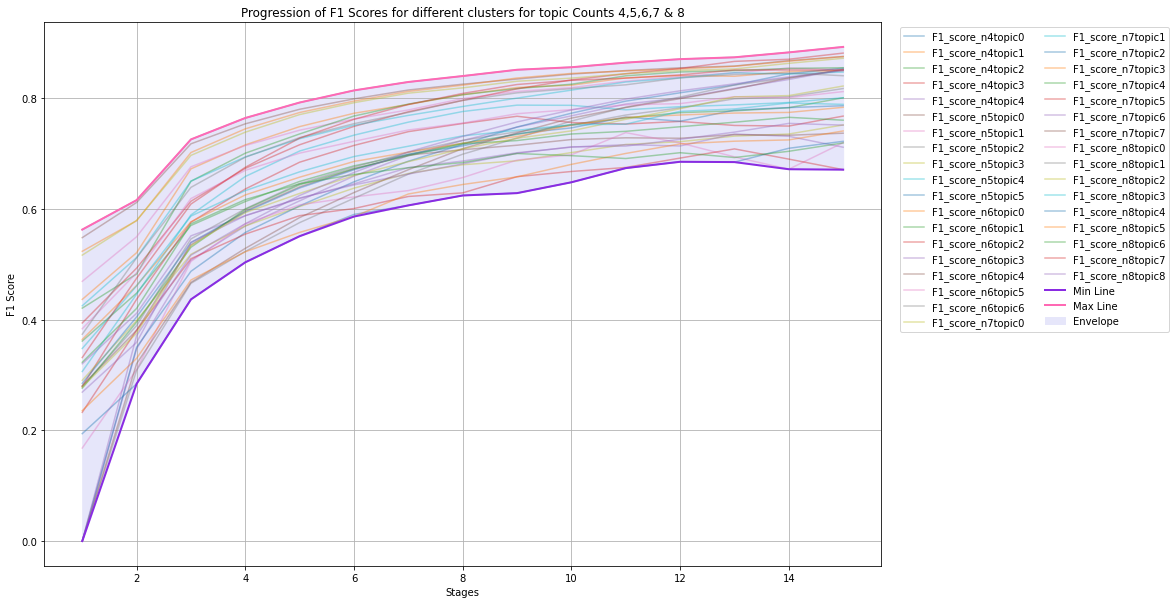 Progression of F1 Scores for different clusters for topic Counts 4,5,6,7 & 8
F1 Score
0.8
0.6
0.4
0.2
0.0
2 4 6 8 10 12 14
Stages
F1_score_n4topic0
F1_score_n4topic1
F1_score_n4topic2
F1_score_n4topic3
F1_score_n4topic4
F1_score_n5topic0
F1_score_n5topic1
F1_score_n5topic2
F1_score_n5topic3
F1_score_n5topic4
F1_score_n5topic5
F1_score_n6topic0
F1_score_n6topic1
F1_score_n6topic2
F1_score_n6topic3
F1_score_n6topic4
F1_score_n6topic5
F1_score_n6topic6
F1_score_n7topic0
F1_score_n7topic1
F1_score_n7topic2
F1_score_n7topic3
F1_score_n7topic4
F1_score_n7topic5
F1_score_n7topic6
F1_score_n7topic7
F1_score_n8topic0
F1_score_n8topic1
F1_score_n8topic2
F1_score_n8topic3
F1_score_n8topic4
F1_score_n8topic5
F1_score_n8topic6
F1_score_n8topic7
F1_score_n8topic8
Min Line
Max Line
Envelope